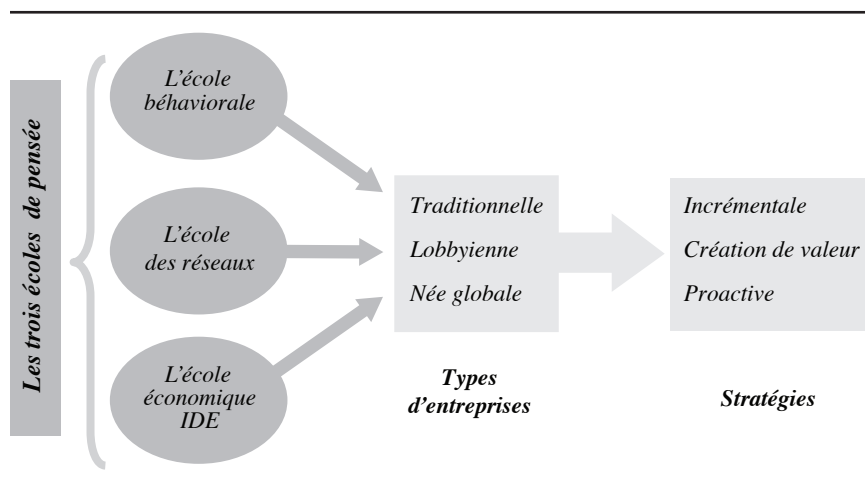 Les trois écoles de pensée
L'école
béhaviorale
L'école
des réseaux
L'école
économique
IDE
Traditionnelle
Lobbyienne
Née globale
Types
d'entreprises
Incrémentale
Création de valeur
Proactive
Stratégies